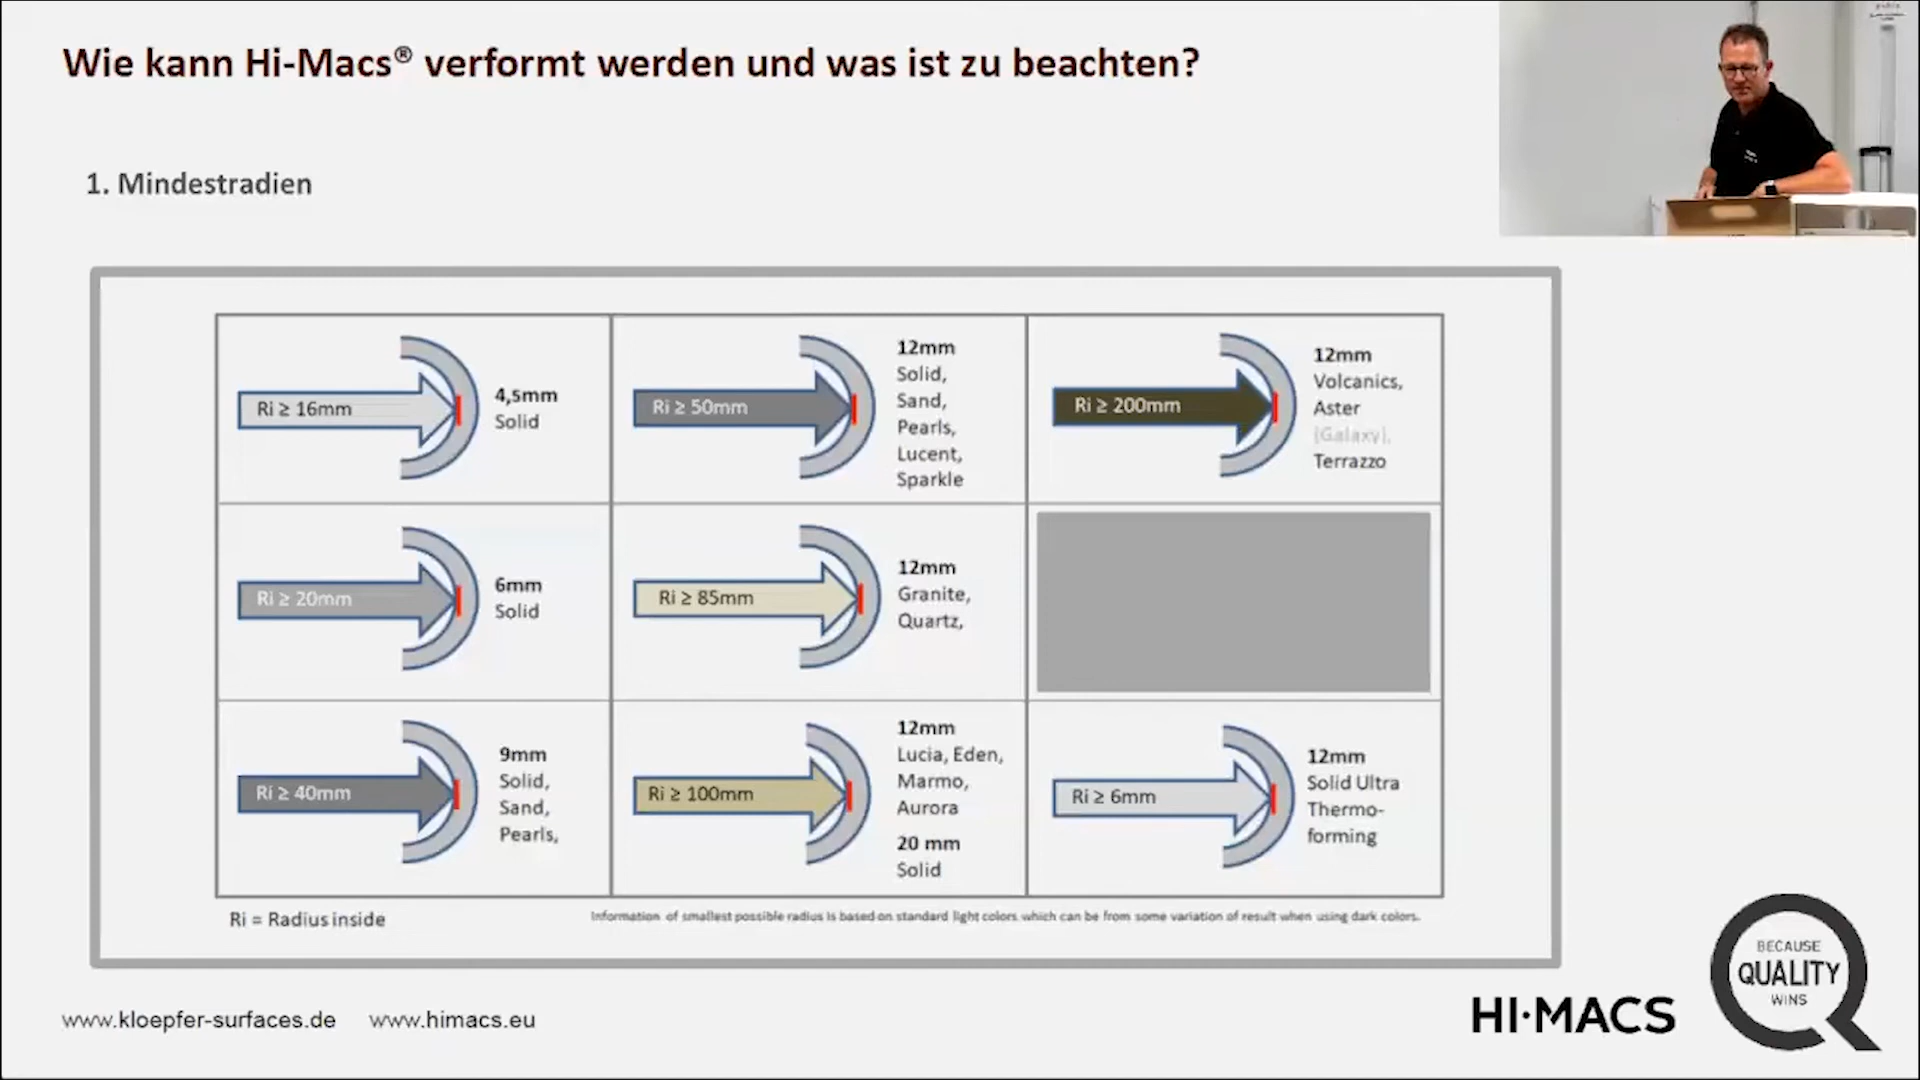 Wie kann Hi-Macs® verformt werden und was ist zu beachten?
1. Mindestradien
Ri ≥ 16mm
4,5mm
Solid
Ri ≥ 50mm
12mm
Solid,
Sand,
Pearls,
Lucent,
Sparkle
Ri ≥ 200mm
12mm
Volcanics,
Aster
(Galaxy),
Terrazzo
Ri ≥ 20mm
6mm
Solid
Ri ≥ 85mm
12mm
Granite,
Quartz,
Ri ≥ 40mm
9mm
Solid,
Sand,
Pearls,
Ri ≥ 100mm
12mm
Lucia, Eden,
Marmo,
Aurora
20 mm
Solid
Ri ≥ 6mm
12mm
Solid Ultra
Thermo-
forming
Ri = Radius inside
Information of smallest possible radius is based on standard light colors which can be from some variation of result when using dark colors.
www.kloepfer-surfaces.de www.himacs.eu
HI·MACS
BECAUSE
QUALITY
WINS